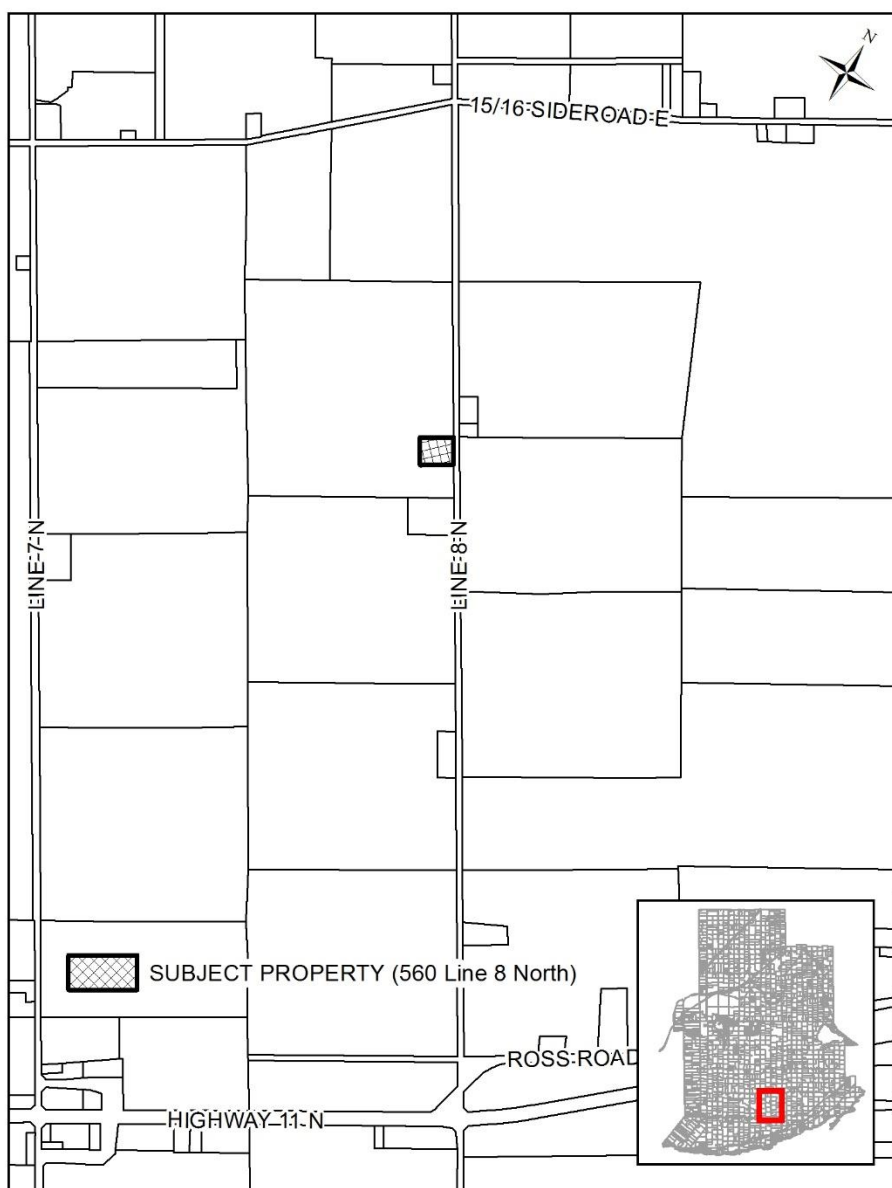 N
15/16 SIDEROAD E
LINE 7 N
LINE 8 N
SUBJECT PROPERTY (560 Line 8 North)
ROSS ROAD
HIGHWAY 11 N